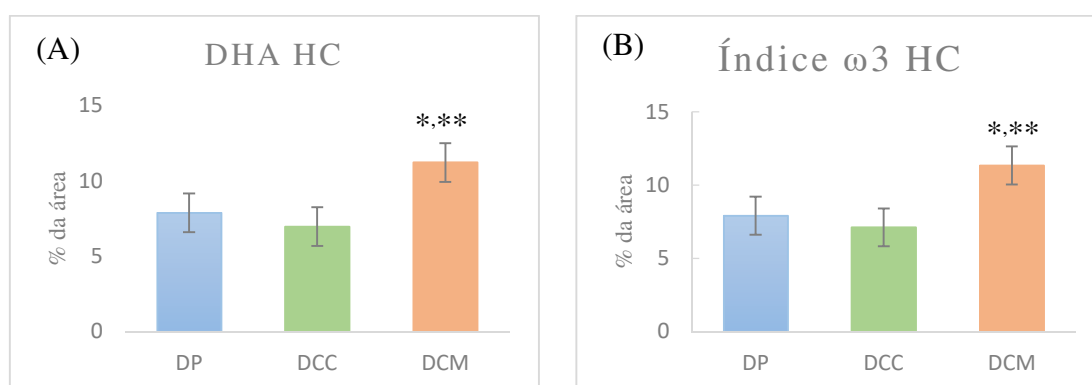 (A)
DHA HC
15
10
5
0
% da área
*,**
DP
DCC
DCM
(B)
Índice ω3 HC
15
10
5
0
% da área
*,**
DP
DCC
DCM